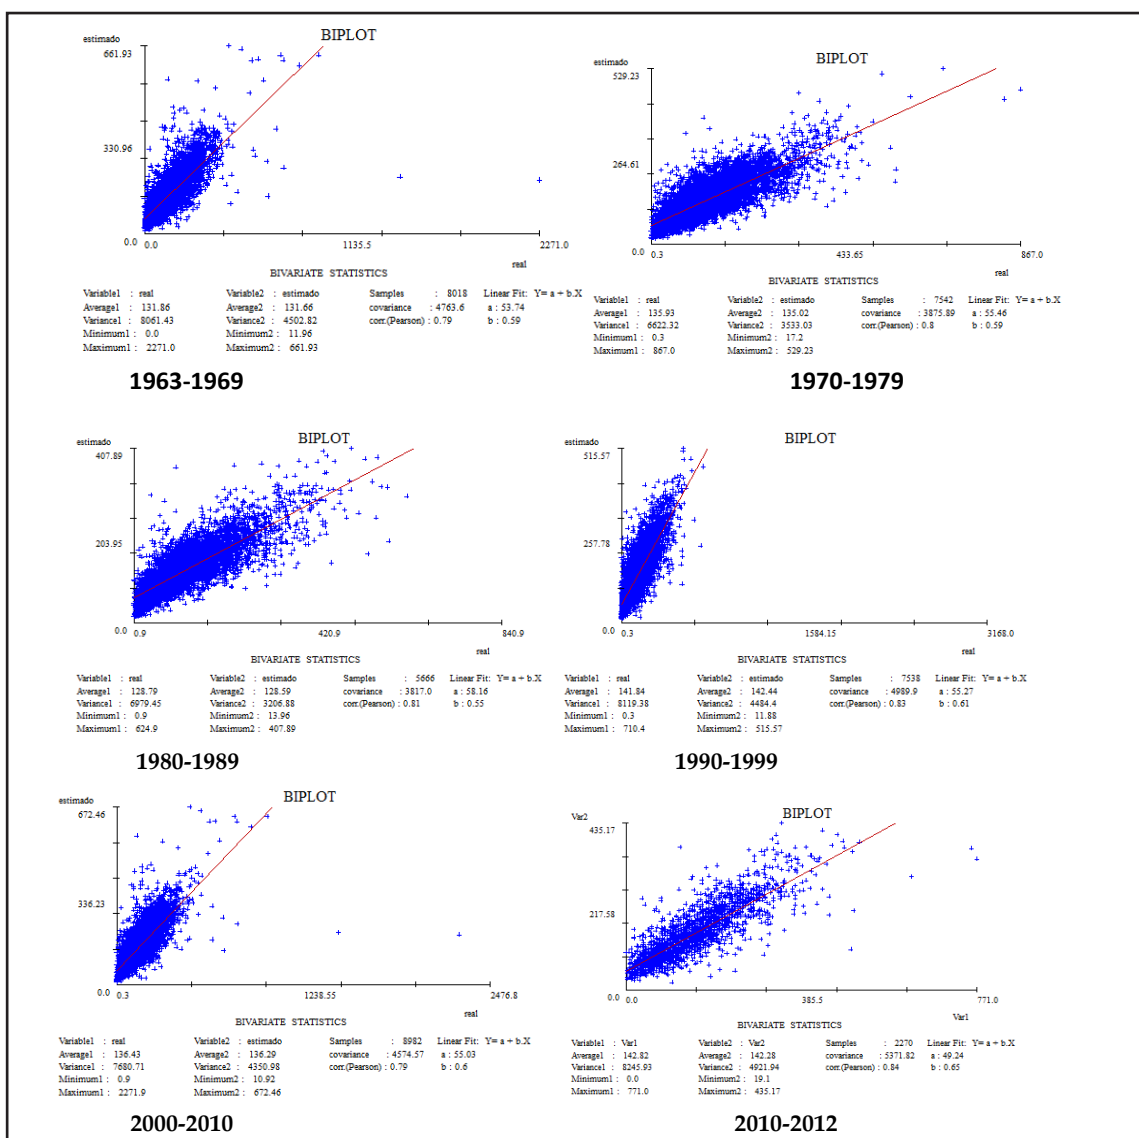 BIPLOT
estimado
661.93
330.96
0.0
0.0 1135.5 2271.0
real
BIVARIATE STATISTICS
Variable1 : real Variable2 : estimado Samples : 8018 Linear Fit: Y= a + b.X
Average1 : 131.86 Average2 : 131.66 covariance : 4763.6 a : 53.74
Variance1 : 8061.43 Variance2 : 4502.82 corr.(Pearson) : 0.79 b : 0.59
Minimum1 : 0.0 Minimum2 : 11.96
Maximum1 : 2271.0 Maximum2 : 661.93
1963-1969
BIPLOT
estimado
529.23
264.61
0.0
0.3 433.65 867.0
real
BIVARIATE STATISTICS
Variable1 : real Variable2 : estimado Samples : 7542 Linear Fit: Y= a + b.X
Average1 : 135.93 Average2 : 135.02 covariance : 3875.89 a : 55.46
Variance1 : 6622.32 Variance2 : 3533.03 corr.(Pearson) : 0.8 b : 0.59
Minimum1 : 0.3 Minimum2 : 17.2
Maximum1 : 867.0 Maximum2 : 529.23
1970-1979
BIPLOT
estimado
407.89
203.95
0.0
0.9 420.9 840.9
real
BIVARIATE STATISTICS
Variable1 : real Variable2 : estimado Samples : 5666 Linear Fit: Y= a + b.X
Average1 : 128.79 Average2 : 128.59 covariance : 3817.0 a : 58.16
Variance1 : 6979.45 Variance2 : 3206.88 corr.(Pearson) : 0.81 b : 0.55
Minimum1 : 0.9 Minimum2 : 13.96
Maximum1 : 624.9 Maximum2 : 407.89
1980-1989
BIPLOT
estimado
515.57
257.78
0.0
0.3 1584.15 3168.0
real
BIVARIATE STATISTICS
Variable1 : real Variable2 : estimado Samples : 7538 Linear Fit: Y= a + b.X
Average1 : 141.84 Average2 : 142.44 covariance : 4989.9 a : 55.27
Variance1 : 8119.38 Variance2 : 4484.4 corr.(Pearson) : 0.83 b : 0.61
Minimum1 : 0.3 Minimum2 : 11.88
Maximum1 : 710.4 Maximum2 : 515.57
1990-1999
BIPLOT
estimado
672.46
336.23
0.0
0.3 1238.55 2476.8
real
BIVARIATE STATISTICS
Variable1 : real Variable2 : estimado Samples : 8982 Linear Fit: Y= a + b.X
Average1 : 136.43 Average2 : 136.29 covariance : 4574.57 a : 55.03
Variance1 : 7680.71 Variance2 : 4350.98 corr.(Pearson) : 0.79 b : 0.6
Minimum1 : 0.9 Minimum2 : 10.92
Maximum1 : 2271.9 Maximum2 : 672.46
2000-2010
BIPLOT
Var2
435.17
217.58
0.0
0.0 385.5 771.0
Var1
BIVARIATE STATISTICS
Variable1 : Var1 Variable2 : Var2 Samples : 2270 Linear Fit: Y= a + b.X
Average1 : 142.82 Average2 : 142.28 covariance : 5371.82 a : 49.24
Variance1 : 8245.93 Variance2 : 4921.94 corr.(Pearson) : 0.84 b : 0.65
Minimum1 : 0.0 Minimum2 : 19.1
Maximum1 : 771.0 Maximum2 : 435.17
2010-2012